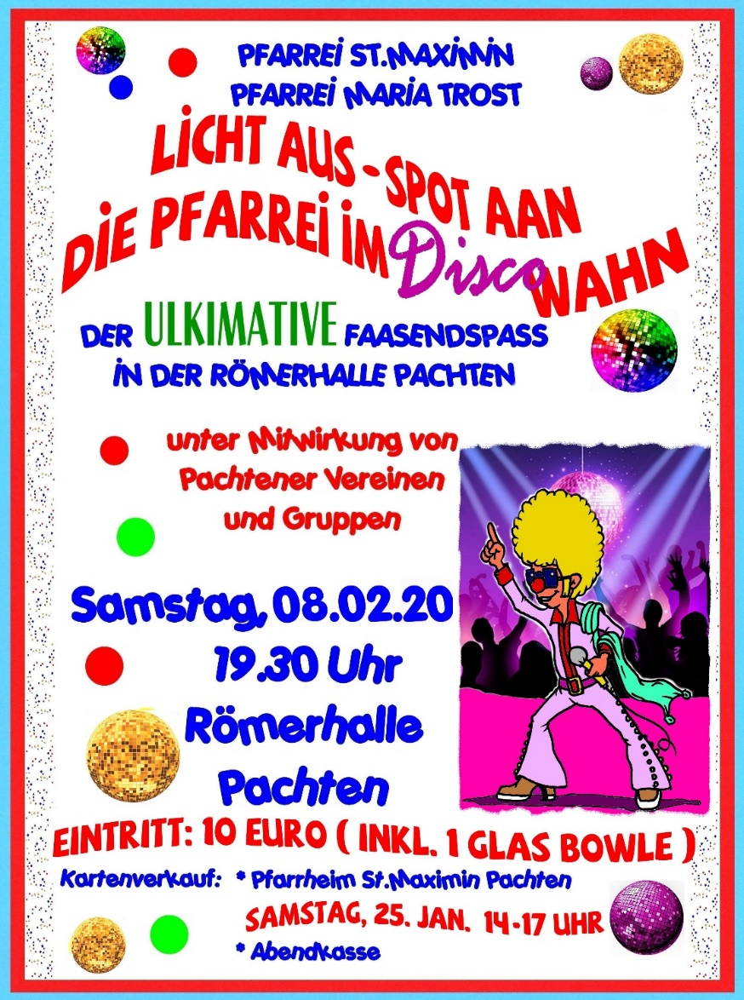 PFARREI ST.MAXIMIN
PFARREI MARIA TROST
LICHT AUS - SPOT AAN
DIE PFARREI IM Disco WAHN
DER ULKIMATIVE FAASENDSPASS
IN DER RÖMERHALLE PACHTEN
unter Mitwirkung von
Pachtener Vereinen
und Gruppen
Samstag, 08.02.20
19.30 Uhr
Römerhalle
Pachten
EINTRITT: 10 EURO ( INKL. 1 GLAS BOWLE )
Kartenverkauf: * Pfarrheim St.Maximin Pachten
SAMSTAG, 25. JAN. 14-17 UHR
* Abendkasse